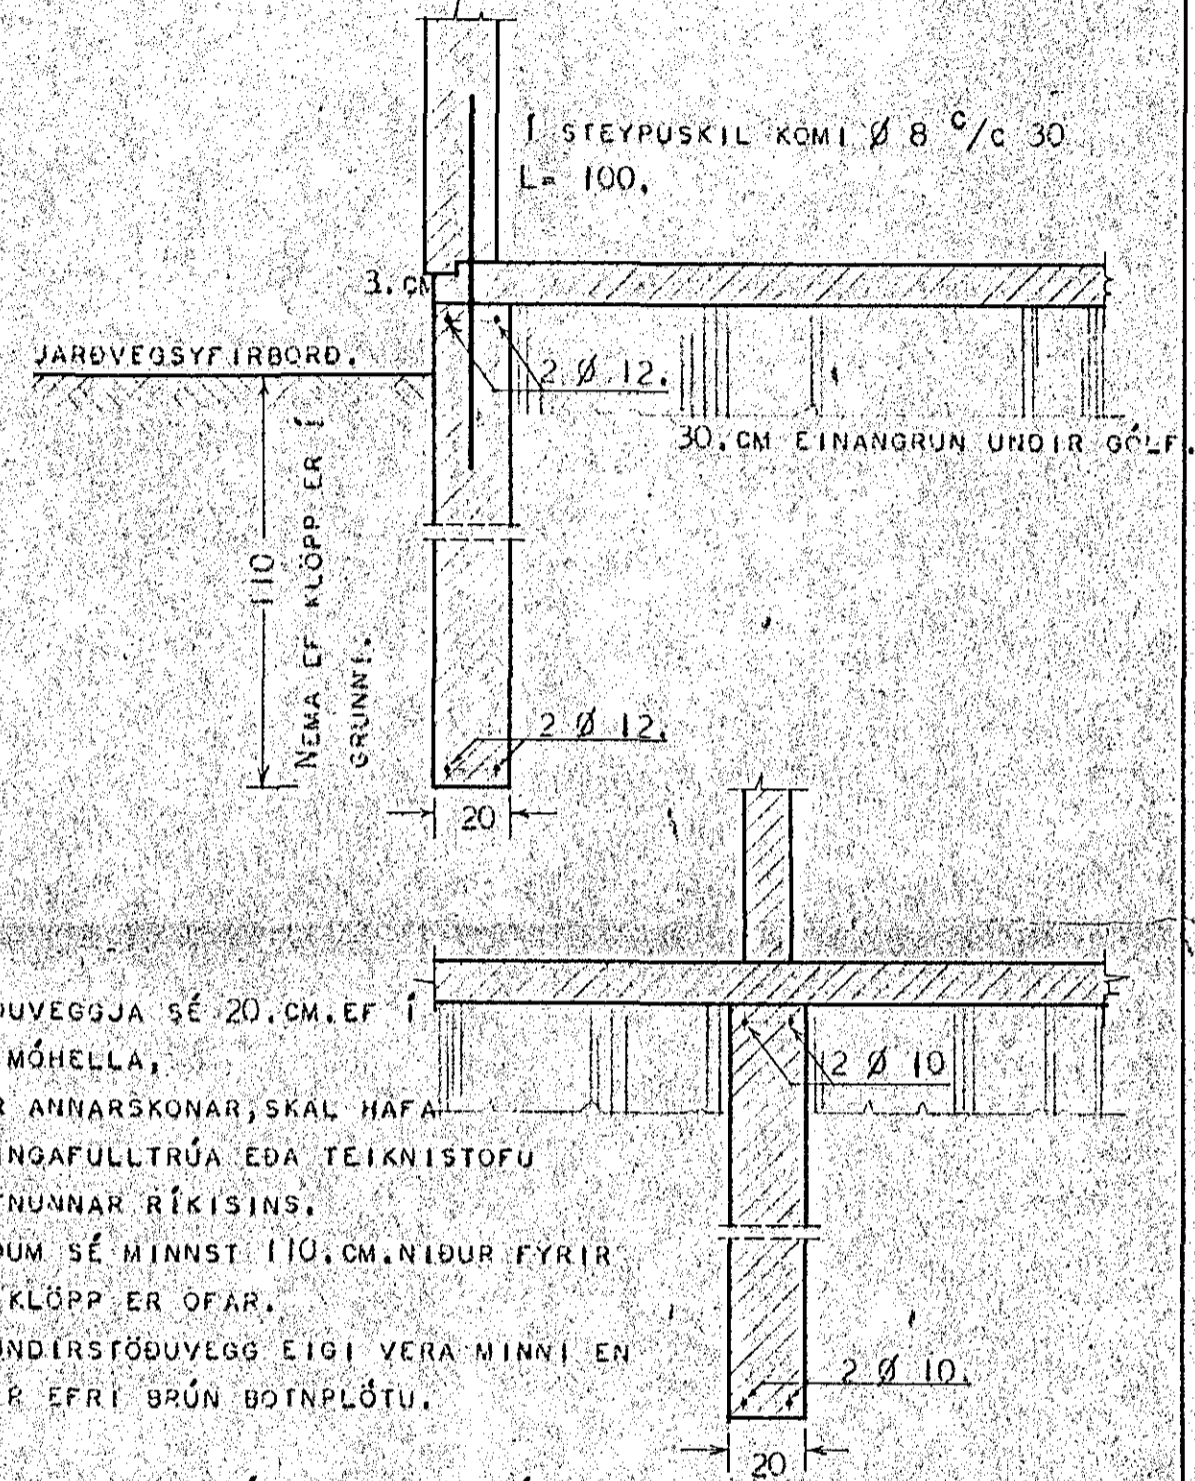 Í STEYPUSKIL KOMI Ø 8 C/C 30
L= 100.
3.CM
JARÐVEGSYFIRBORÐ.
2 Ø 12.
30.CM EINANGRUN UNDIR GÓLF.
110
NEMA EF KLÖPP ER Í
GRUNNI.
2 Ø 12.
20
ÐUVEGGJA SÉ 20.CM.EF Í
MÓHELLA,
R ANNARSKONAR,SKAL HAFA
INGAFULLTRÚA EÐA TEIKNISTOFU
FNUNNAR RÍKISINS.
ÐUM SÉ MINNST 110.CM.NIÐUR FYRIR
KLÖPP ER OFAR.
UNDIRSTÖÐUVEGG EIGI VERA MINNI EN
R EFRI BRÚN BOTNPLÖTU.
2 Ø 10
2 Ø 10.
20